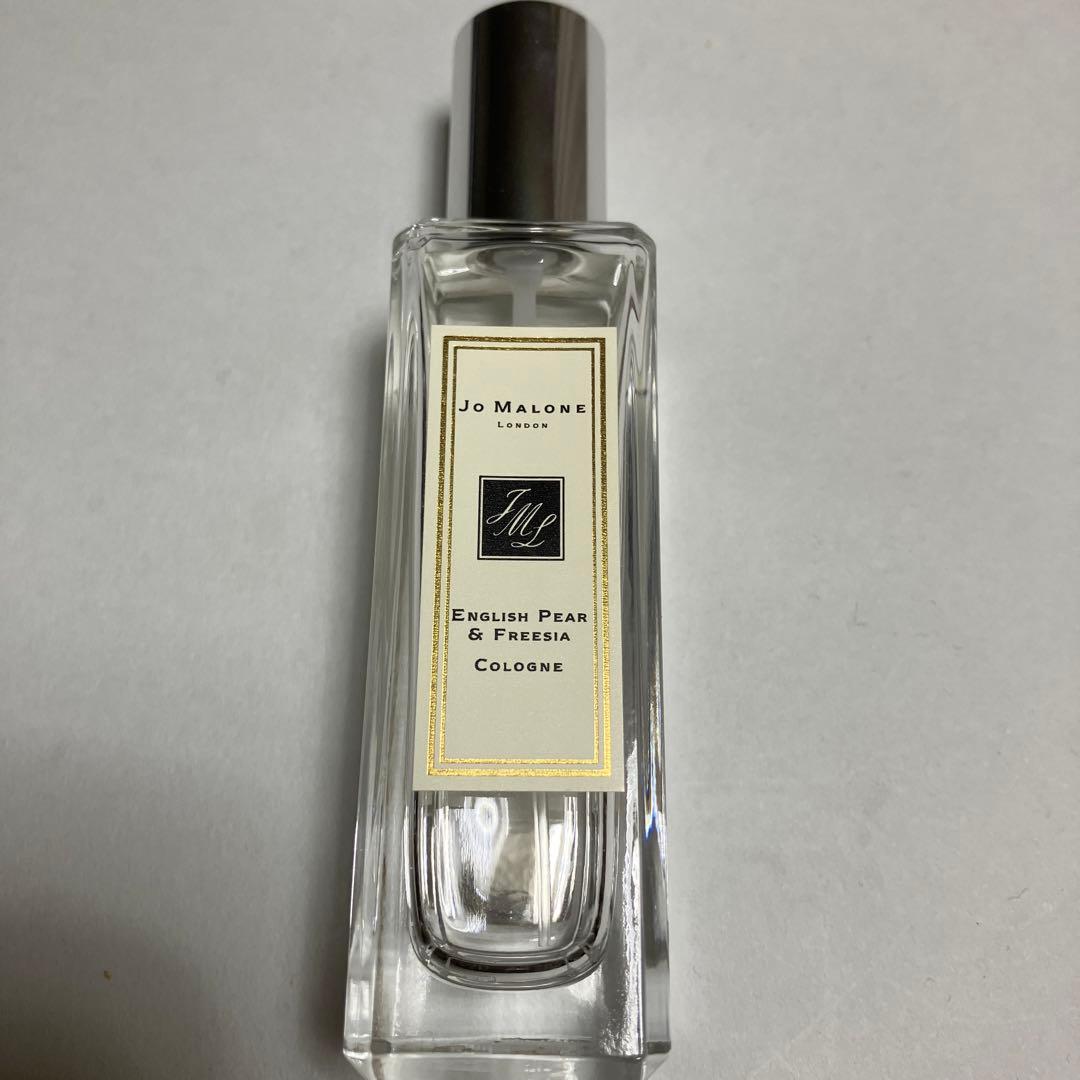 Jo Malone
London
JML
English Pear
& Freesia
Cologne